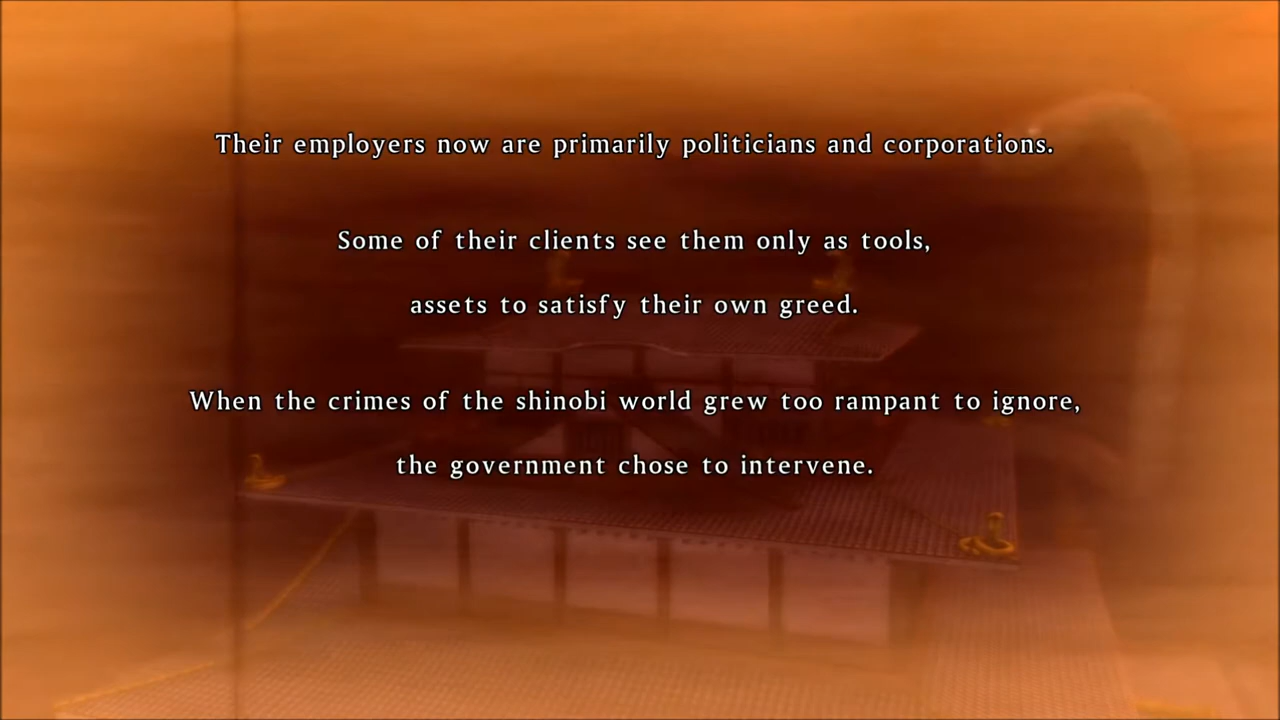 Their employers now are primarily politicians and corporations.
Some of their clients see them only as tools,
assets to satisfy their own greed.
When the crimes of the shinobi world grew too rampant to ignore,
the government chose to intervene.